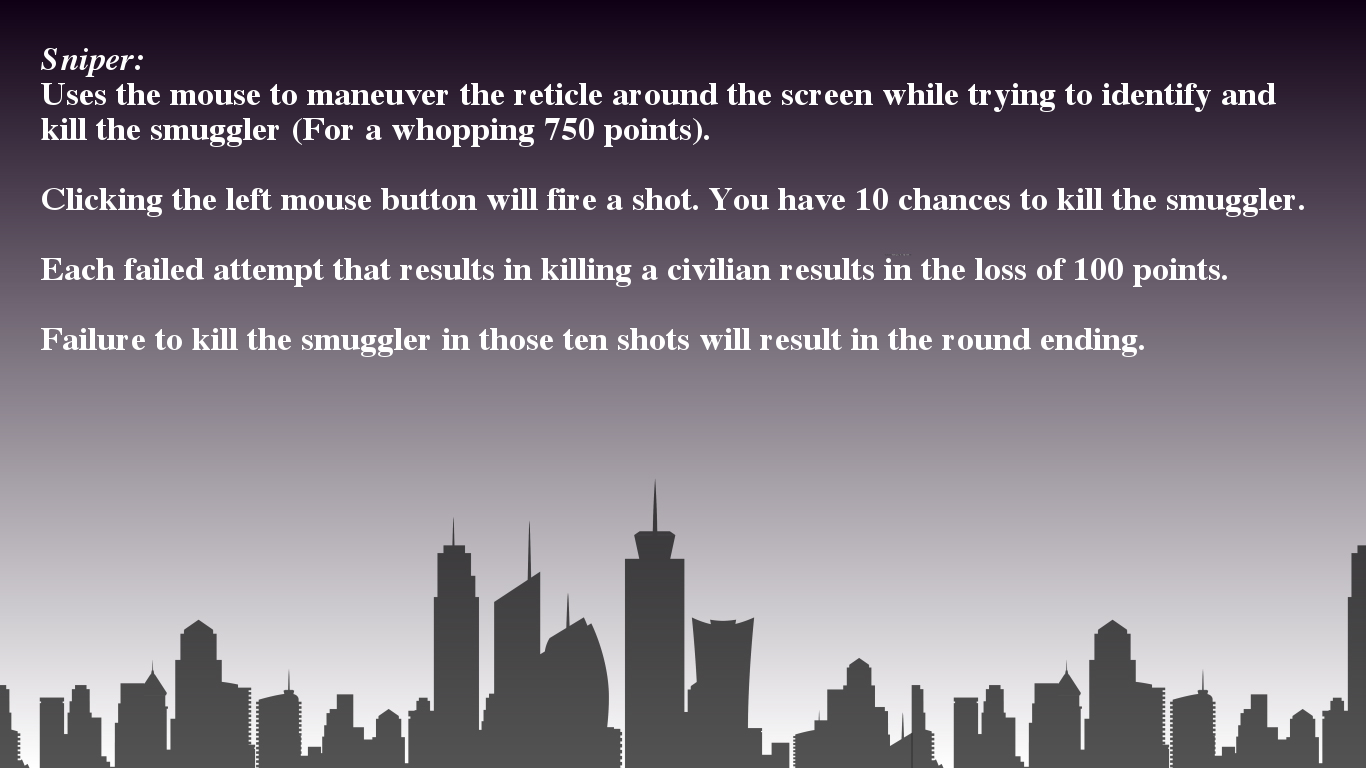 Sniper:
Uses the mouse to maneuver the reticle around the screen while trying to identify and
kill the smuggler (For a whopping 750 points).
Clicking the left mouse button will fire a shot. You have 10 chances to kill the smuggler.
Each failed attempt that results in killing a civilian results in the loss of 100 points.
Failure to kill the smuggler in those ten shots will result in the round ending.